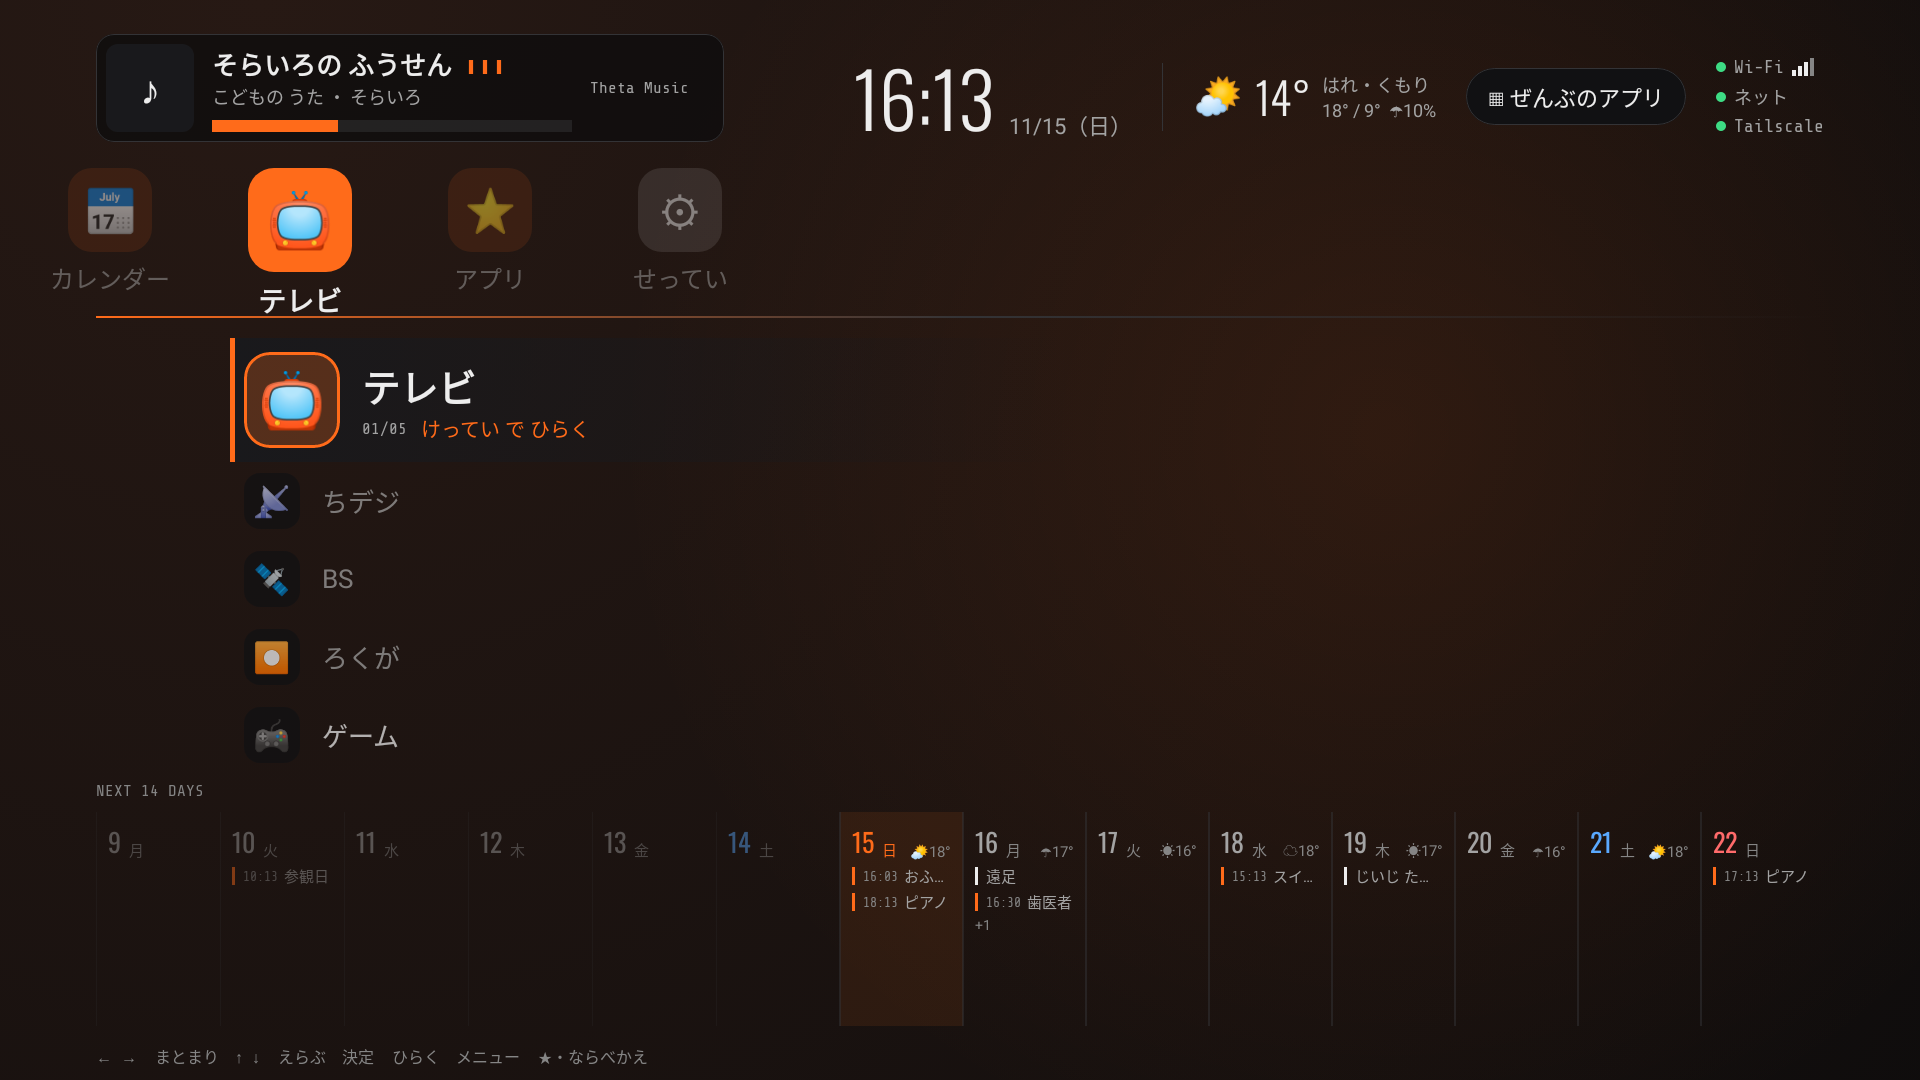 そらいろの ふうせん
こどもの うた ・ そらいろ
Theta Music
16:13 11/15（日）
14°
はれ・くもり
18° / 9° ☂10%
▦ ぜんぶのアプリ
Wi-Fi
ネット
Tailscale
July
17
カレンダー
テレビ
アプリ
せってい
テレビ
01/05 けってい で ひらく
ちデジ
BS
ろくが
ゲーム
NEXT 14 DAYS
9 月
10 火
10:13 参観日
11 水
12 木
13 金
14 土
15 日 18°
16:03 おふ…
18:13 ピアノ
16 月 ☂17°
遠足
16:30 歯医者
+1
17 火 ☀16°
18 水 ☁18°
15:13 スイ…
19 木 ☀17°
じいじ た…
20 金 ☂16°
21 土 18°
22 日
17:13 ピアノ
← → まとまり ↑ ↓ えらぶ 決定 ひらく メニュー ★・ならべかえ